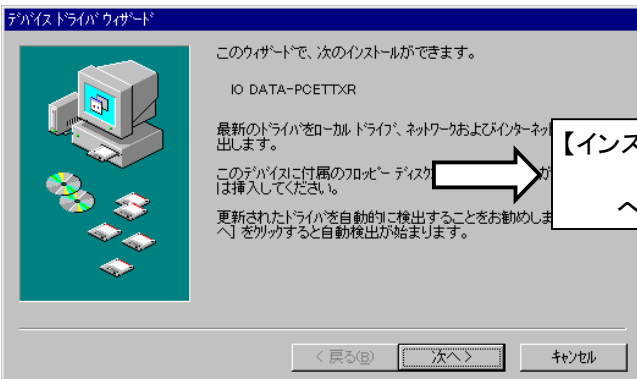 デバイス ドライバ ウィザード
このウィザードで、次のインストールができます。
IO DATA-PCETTXR
最新のドライバをローカル ドライブ、ネットワークおよびインターネット
出します。
このデバイスに付属のフロッピー ディスク
が
は挿入してください。
更新されたドライバを自動的に検出することをお勧めしま
へ] をクリックすると自動検出が始まります。
【インス
へ
< 戻る(B)
次へ >
キャンセル